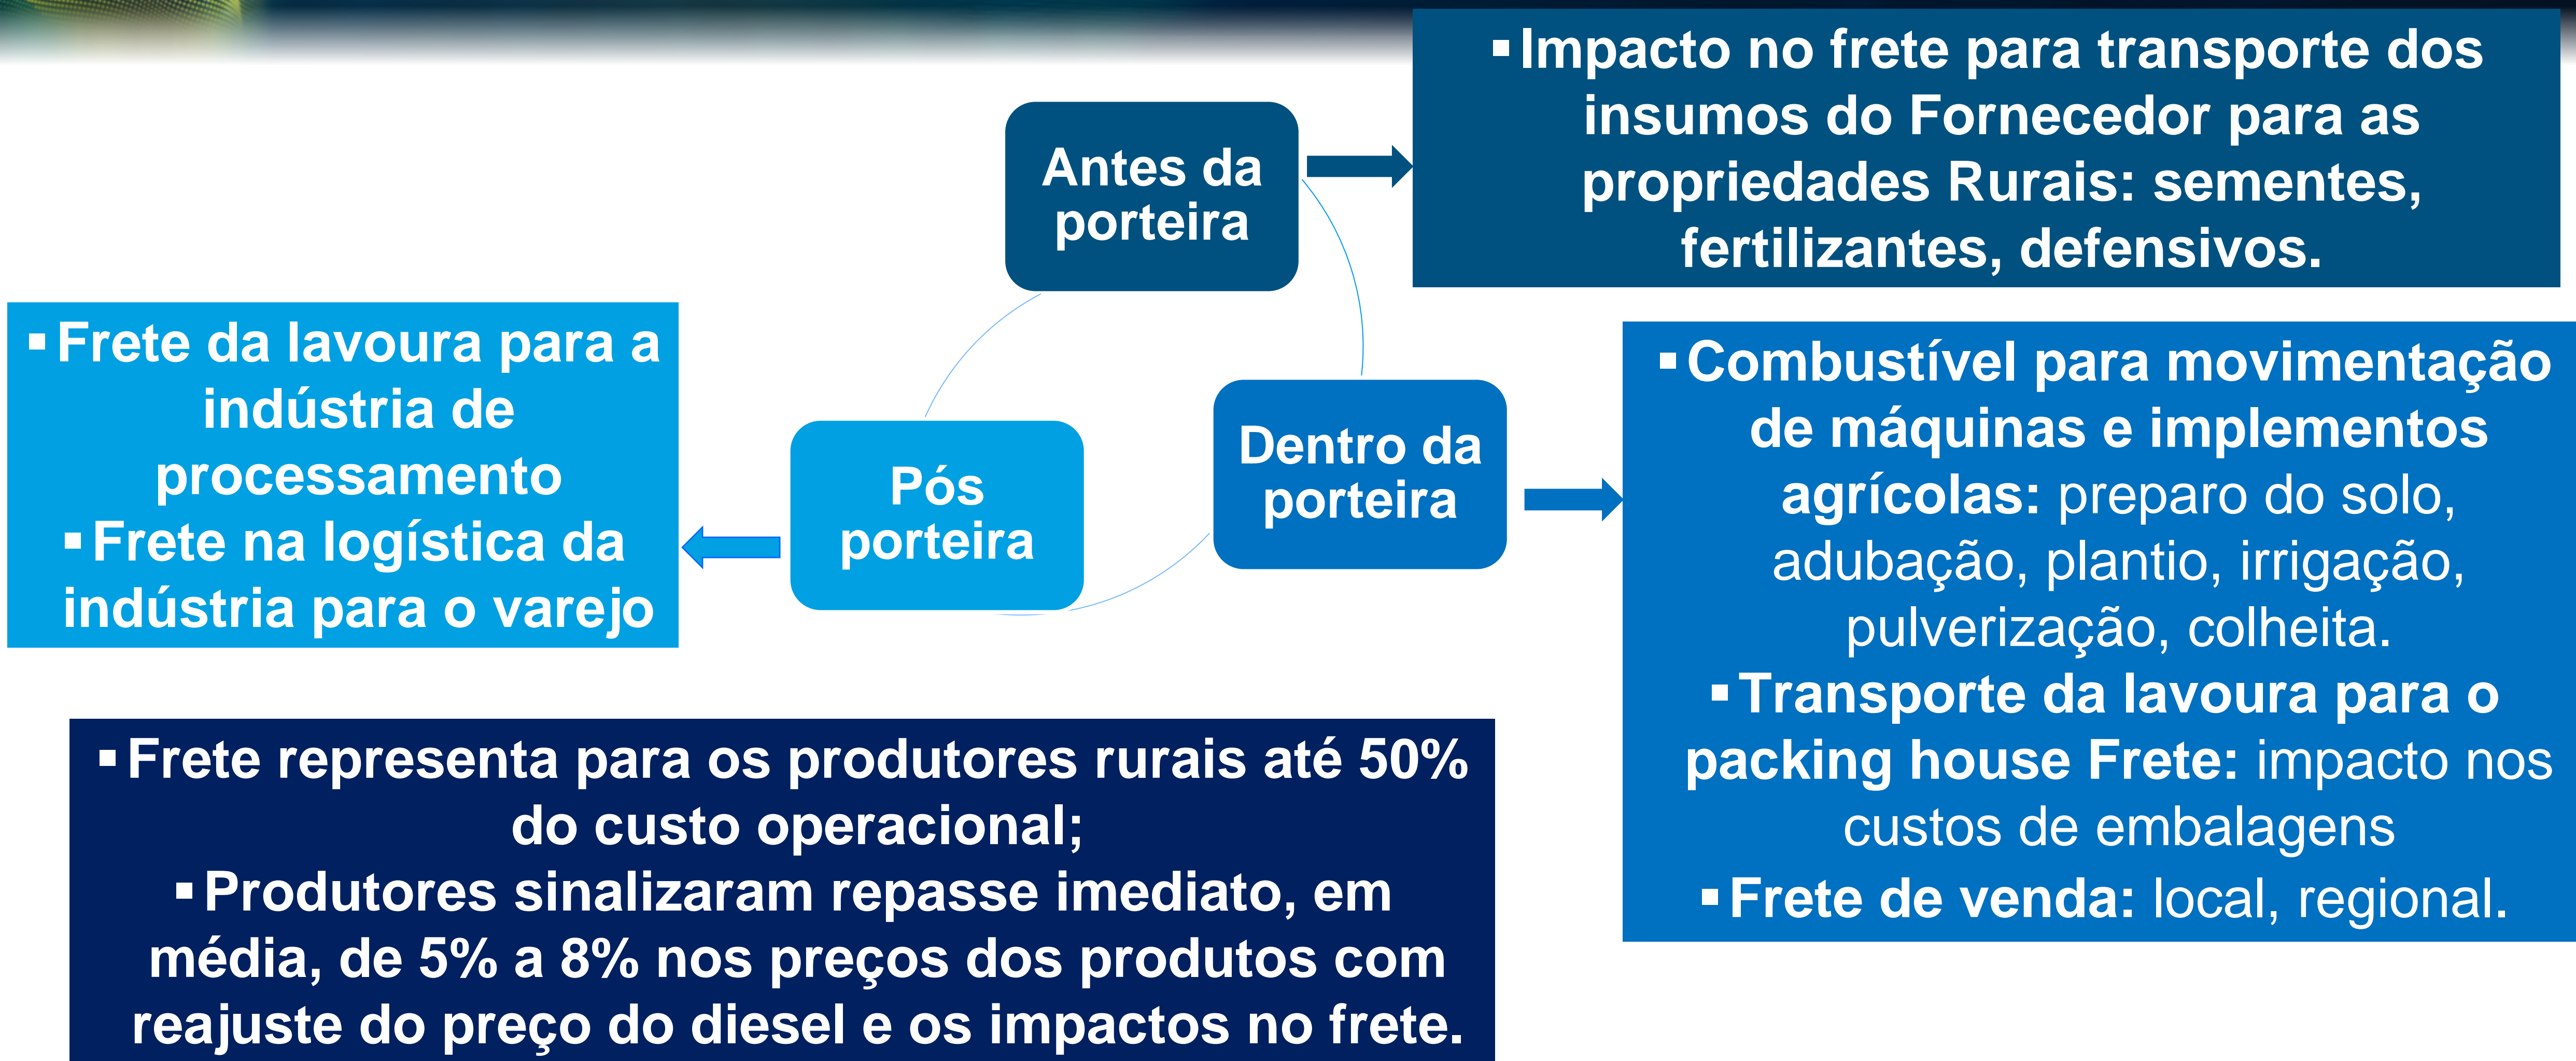 ▪Impacto no frete para transporte dos
insumos do Fornecedor para as
propriedades Rurais: sementes,
fertilizantes, defensivos.
Antes da
porteira
▪Frete da lavoura para a
indústria de
processamento
▪Frete na logística da
indústria para o varejo
Pós
porteira
Dentro da
porteira
▪Combustível para movimentação
de máquinas e implementos
agrícolas: preparo do solo,
adubação, plantio, irrigação,
pulverização, colheita.
▪Transporte da lavoura para o
packing house Frete: impacto nos
custos de embalagens
▪Frete de venda: local, regional.
▪Frete representa para os produtores rurais até 50%
do custo operacional;
▪Produtores sinalizaram repasse imediato, em
média, de 5% a 8% nos preços dos produtos com
reajuste do preço do diesel e os impactos no frete.